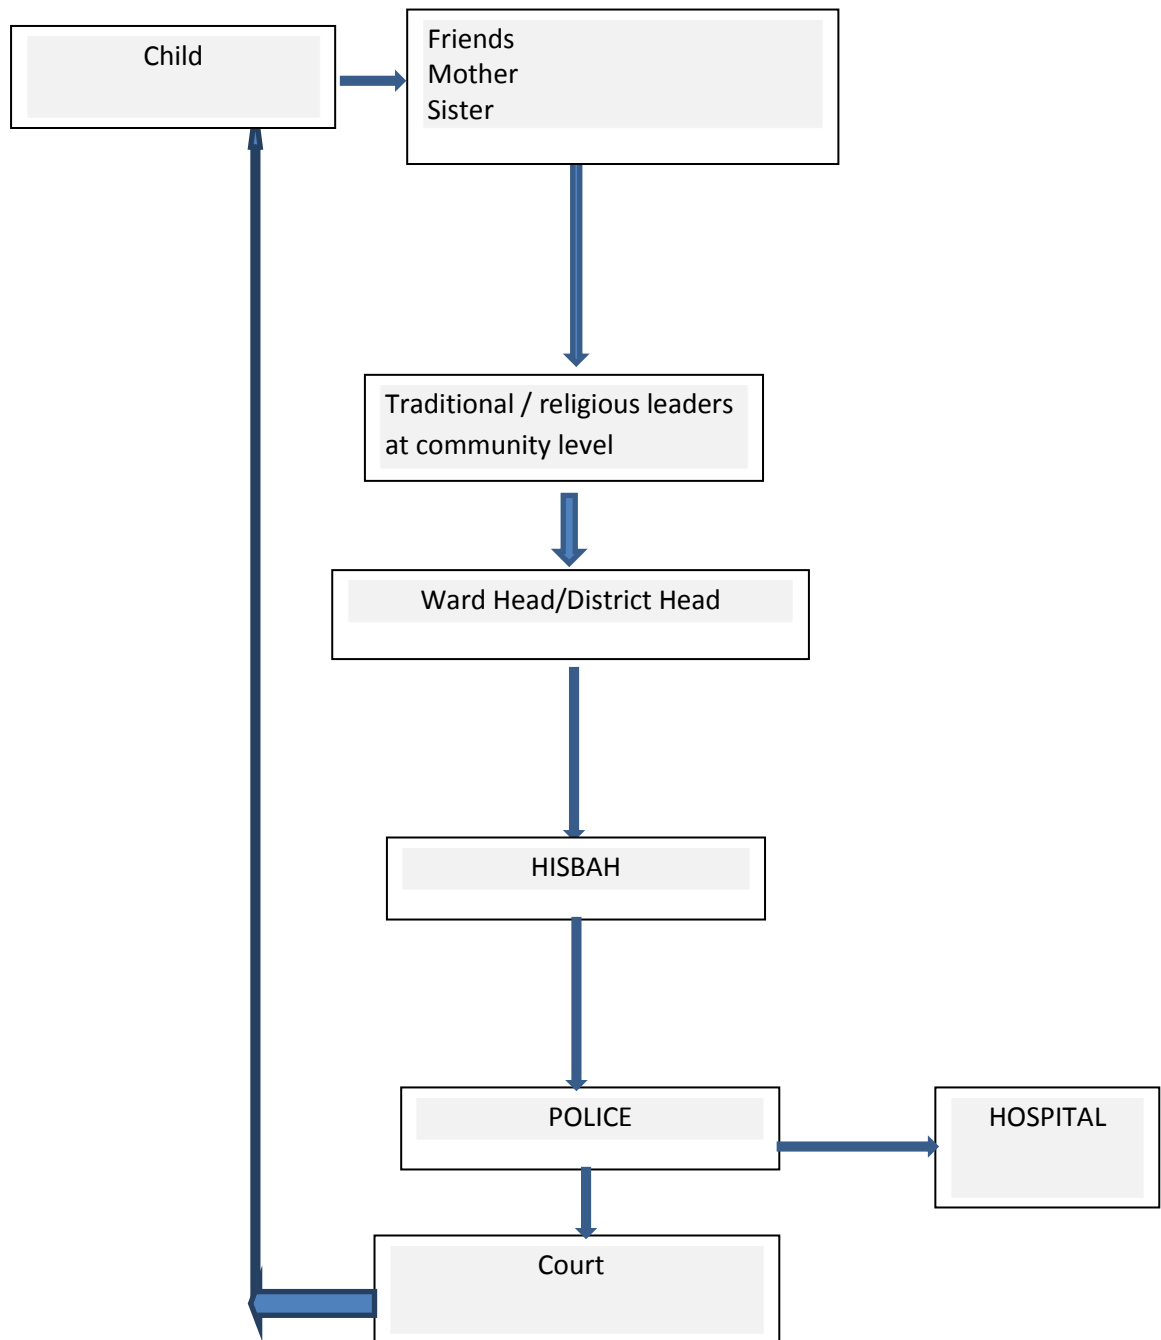 Child
Friends
Mother
Sister
Traditional / religious leaders
at community level
Ward Head/District Head
HISBAH
POLICE
HOSPITAL
Court